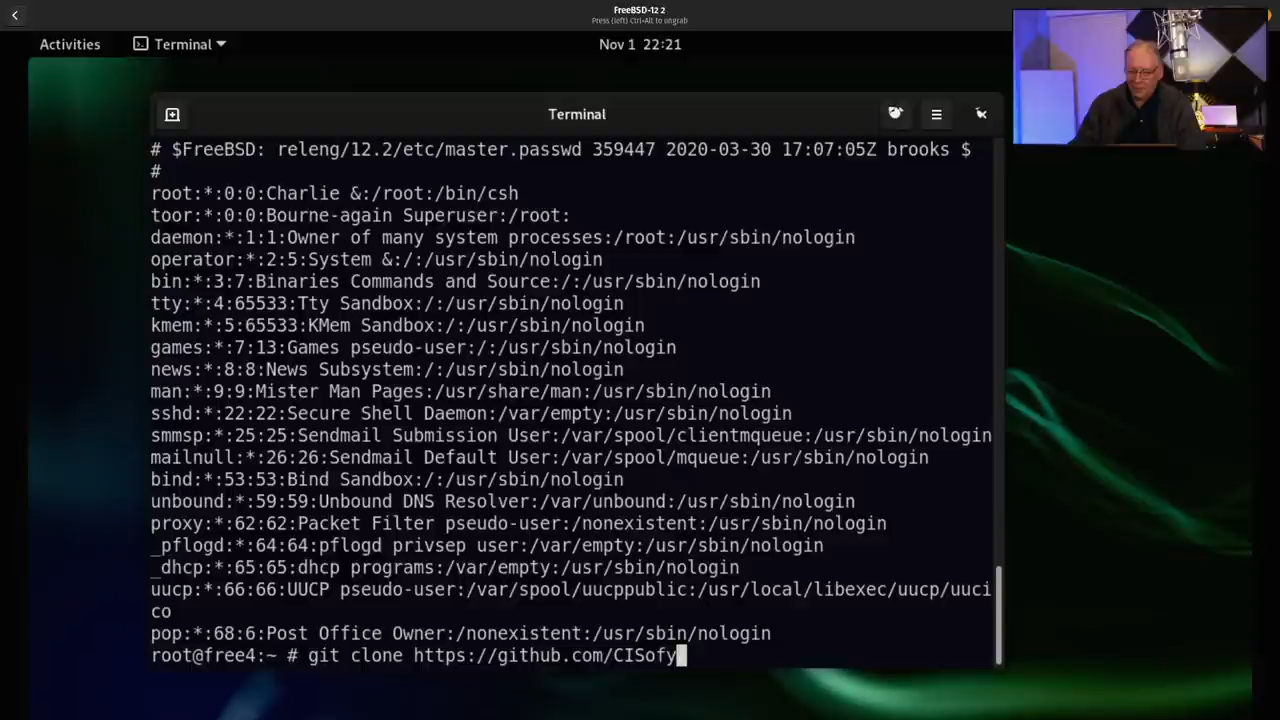 FreeBSD-12 2
Press (left) Ctrl+Alt to ungrab
Activities
Terminal
Nov 1 22:21
Terminal
# $FreeBSD: releng/12.2/etc/master.passwd 359447 2020-03-30 17:07:05Z brooks $
#
root:*:0:0:Charlie &:/root:/bin/csh
toor:*:0:0:Bourne-again Superuser:/root:
daemon:*:1:1:Owner of many system processes:/root:/usr/sbin/nologin
operator:*:2:5:System &:/:/usr/sbin/nologin
bin:*:3:7:Binaries Commands and Source:/:/usr/sbin/nologin
tty:*:4:65533:Tty Sandbox:/:/usr/sbin/nologin
kmem:*:5:65533:KMem Sandbox:/:/usr/sbin/nologin
games:*:7:13:Games pseudo-user:/:/usr/sbin/nologin
news:*:8:8:News Subsystem:/:/usr/sbin/nologin
man:*:9:9:Mister Man Pages:/usr/share/man:/usr/sbin/nologin
sshd:*:22:22:Secure Shell Daemon:/var/empty:/usr/sbin/nologin
smmsp:*:25:25:Sendmail Submission User:/var/spool/clientmqueue:/usr/sbin/nologin
mailnull:*:26:26:Sendmail Default User:/var/spool/mqueue:/usr/sbin/nologin
bind:*:53:53:Bind Sandbox:/:/usr/sbin/nologin
unbound:*:59:59:Unbound DNS Resolver:/var/unbound:/usr/sbin/nologin
proxy:*:62:62:Packet Filter pseudo-user:/nonexistent:/usr/sbin/nologin
_pflogd:*:64:64:pflogd privsep user:/var/empty:/usr/sbin/nologin
_dhcp:*:65:65:dhcp programs:/var/empty:/usr/sbin/nologin
uucp:*:66:66:UUCP pseudo-user:/var/spool/uucppublic:/usr/local/libexec/uucp/uuci
co
pop:*:68:6:Post Office Owner:/nonexistent:/usr/sbin/nologin
root@free4:~ # git clone https://github.com/CISofy